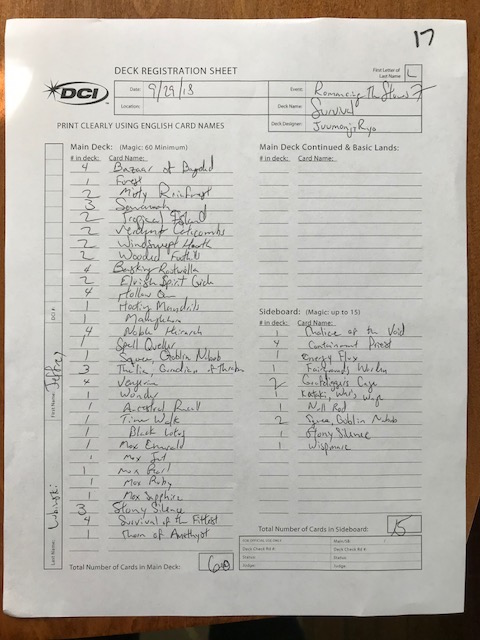 17
DECK REGISTRATION SHEET
First Letter of Last Name: L
DCI
Date: 9/29/18
Event: Romancing The Stones 7
Location:
Deck Name: Survival
Deck Designer: Juumonji, Ryo
PRINT CLEARLY USING ENGLISH CARD NAMES
Main Deck: (Magic: 60 Minimum)
# in deck: Card Name:
4 Bazaar of Bagdad
1 Forest
2 Misty Rainforest
3 Savannah
2 Tropical Island
2 Verdant Catacombs
2 Windswept Heath
2 Wooded Foothills
4 Basking Rootwalla
2 Elvish Spirit Guide
4 Hollow One
1 Hooting Mandrills
1
4 Noble Hierarch
1 Spell Queller
1 Squee, Goblin Nabob
3 Thalia, Guardian of Thraben
4 Vengevine
1 Wonder
1 Ancestral Recall
1 Time Walk
1 Black Lotus
1 Mox Emerald
1 Mox Jet
1 Mox Pearl
1 Mox Ruby
1 Mox Sapphire
3 Stony Silence
4 Survival of the Fittest
1 Thorn of Amethyst
Total Number of Cards in Main Deck: 60
Main Deck Continued & Basic Lands:
# in deck: Card Name:
Sideboard: (Magic: up to 15)
# in deck: Card Name:
1 Chalice of the Void
4 Containment Priest
1 Energy Flux
1
2 Grafdigger's Cage
1 Kataki, War's Wage
1 Null Rod
2 Squee, Goblin Nabob
1 Stony Silence
1 Wispmare
Total Number of Cards in Sideboard: 15
FOR OFFICIAL USE ONLY
Deck Check Rd #:
Status:
Judge:
Main/SB:
Deck Check Rd #:
Status:
Judge:
DCI #:
First Name: Jeffrey
Last Name: